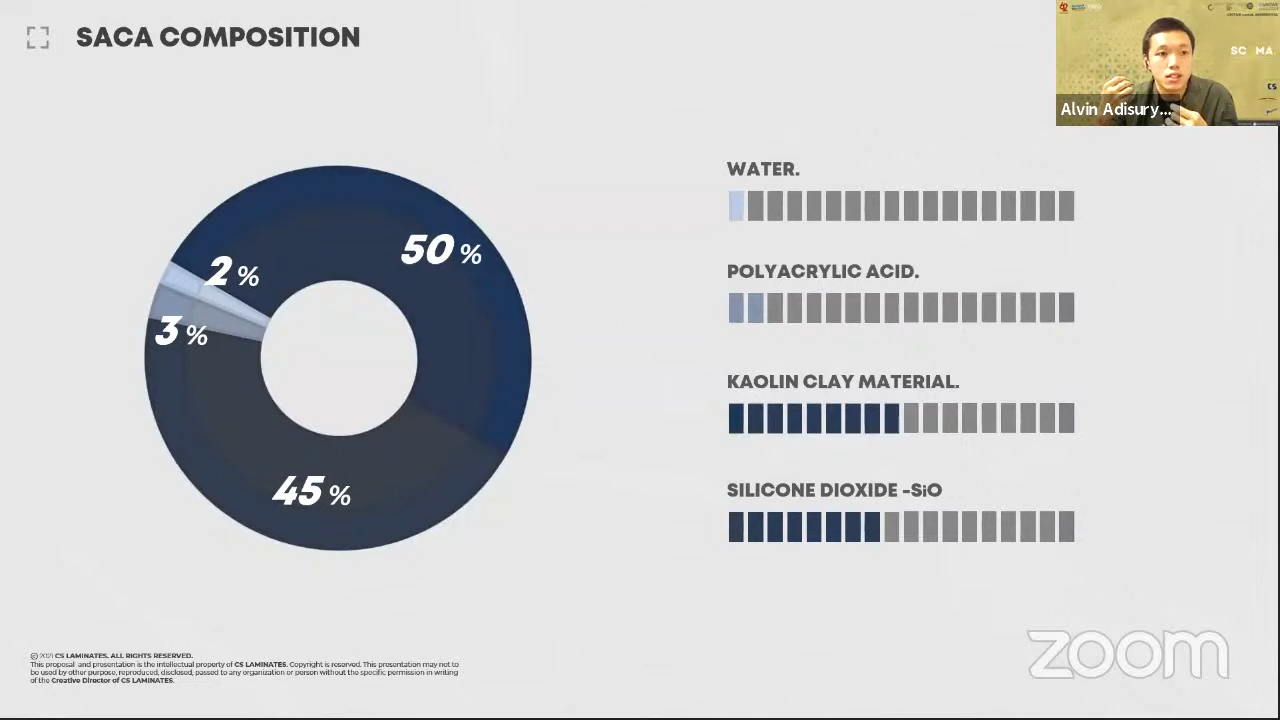 SACA COMPOSITION
SC MA
CS
Alvin Adisury...
50 %
2 %
3 %
45 %
WATER.
POLYACRYLIC ACID.
KAOLIN CLAY MATERIAL.
SILICONE DIOXIDE -SiO
© 2021 CS LAMINATES. ALL RIGHTS RESERVED.
This proposal and presentation is the intellectual property of CS LAMINATES. Copyright is reserved. This presentation may not to
be used by other purpose, reproduced, disclosed, passed to any organization or person without the specific permission in writing
of the Creative Director of CS LAMINATES.
zoom